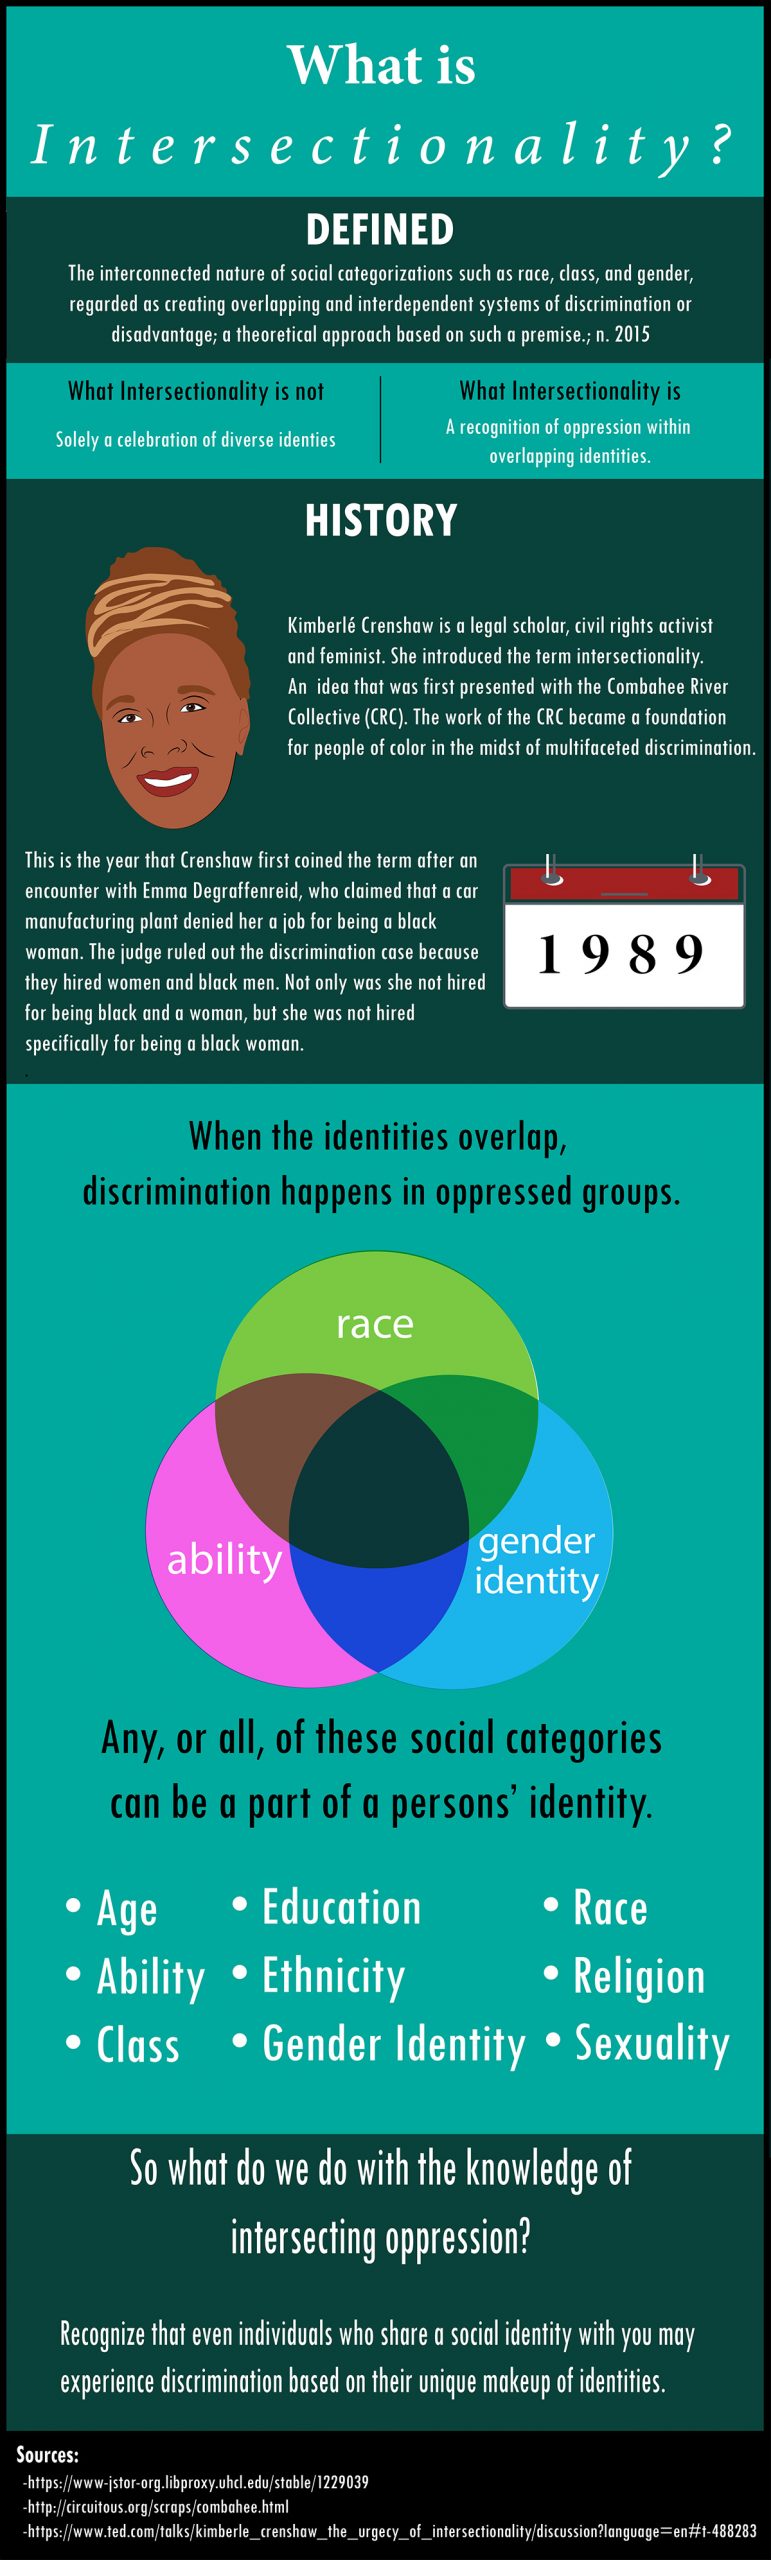 What is
Intersectionality?
DEFINED
The interconnected nature of social categorizations such as race, class, and gender,
regarded as creating overlapping and interdependent systems of discrimination or
disadvantage; a theoretical approach based on such a premise.; n. 2015
What Intersectionality is not
Solely a celebration of diverse identies
What Intersectionality is
A recognition of oppression within
overlapping identities.
HISTORY
Kimberlé Crenshaw is a legal scholar, civil rights activist
and feminist. She introduced the term intersectionality.
An idea that was first presented with the Combahee River
Collective (CRC). The work of the CRC became a foundation
for people of color in the midst of multifaceted discrimination.
This is the year that Crenshaw first coined the term after an
encounter with Emma Degraffenreid, who claimed that a car
manufacturing plant denied her a job for being a black
woman. The judge ruled out the discrimination case because
they hired women and black men. Not only was she not hired
for being black and a woman, but she was not hired
specifically for being a black woman.
.
1989
When the identities overlap,
discrimination happens in oppressed groups.
race
ability
gender
identity
Any, or all, of these social categories
can be a part of a persons’ identity.
• Age
• Ability
• Class
• Education
• Ethnicity
• Gender Identity
• Race
• Religion
• Sexuality
So what do we do with the knowledge of
intersecting oppression?
Recognize that even individuals who share a social identity with you may
experience discrimination based on their unique makeup of identities.
Sources:
-https://www-jstor-org.libproxy.uhcl.edu/stable/1229039
-http://circuitous.org/scraps/combahee.html
-https://www.ted.com/talks/kimberle_crenshaw_the_urgecy_of_intersectionality/discussion?language=en#t-488283